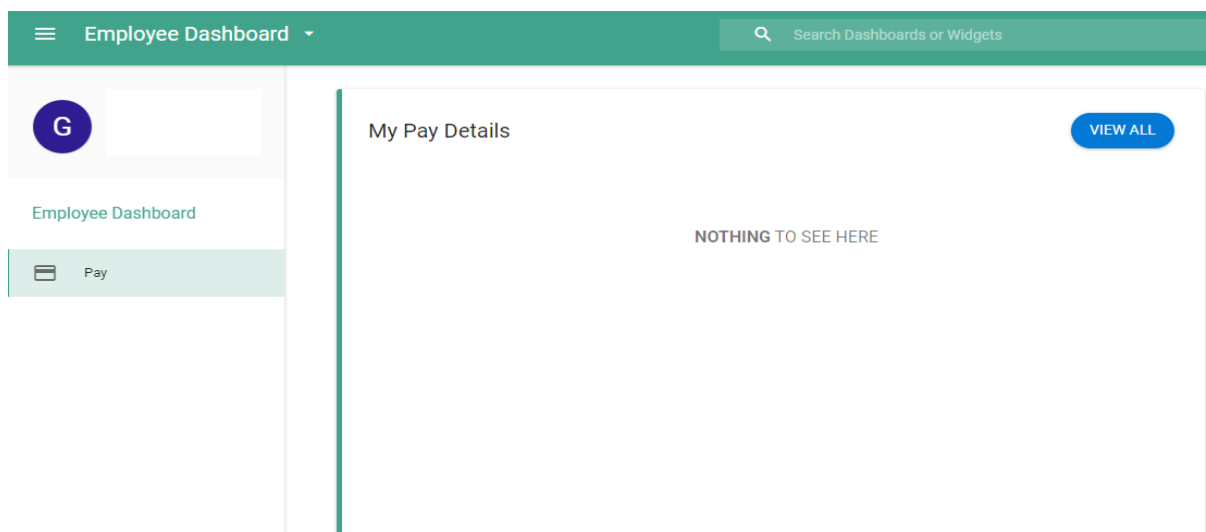 Employee Dashboard
Search Dashboards or Widgets
G
Employee Dashboard
Pay
My Pay Details
VIEW ALL
NOTHING TO SEE HERE